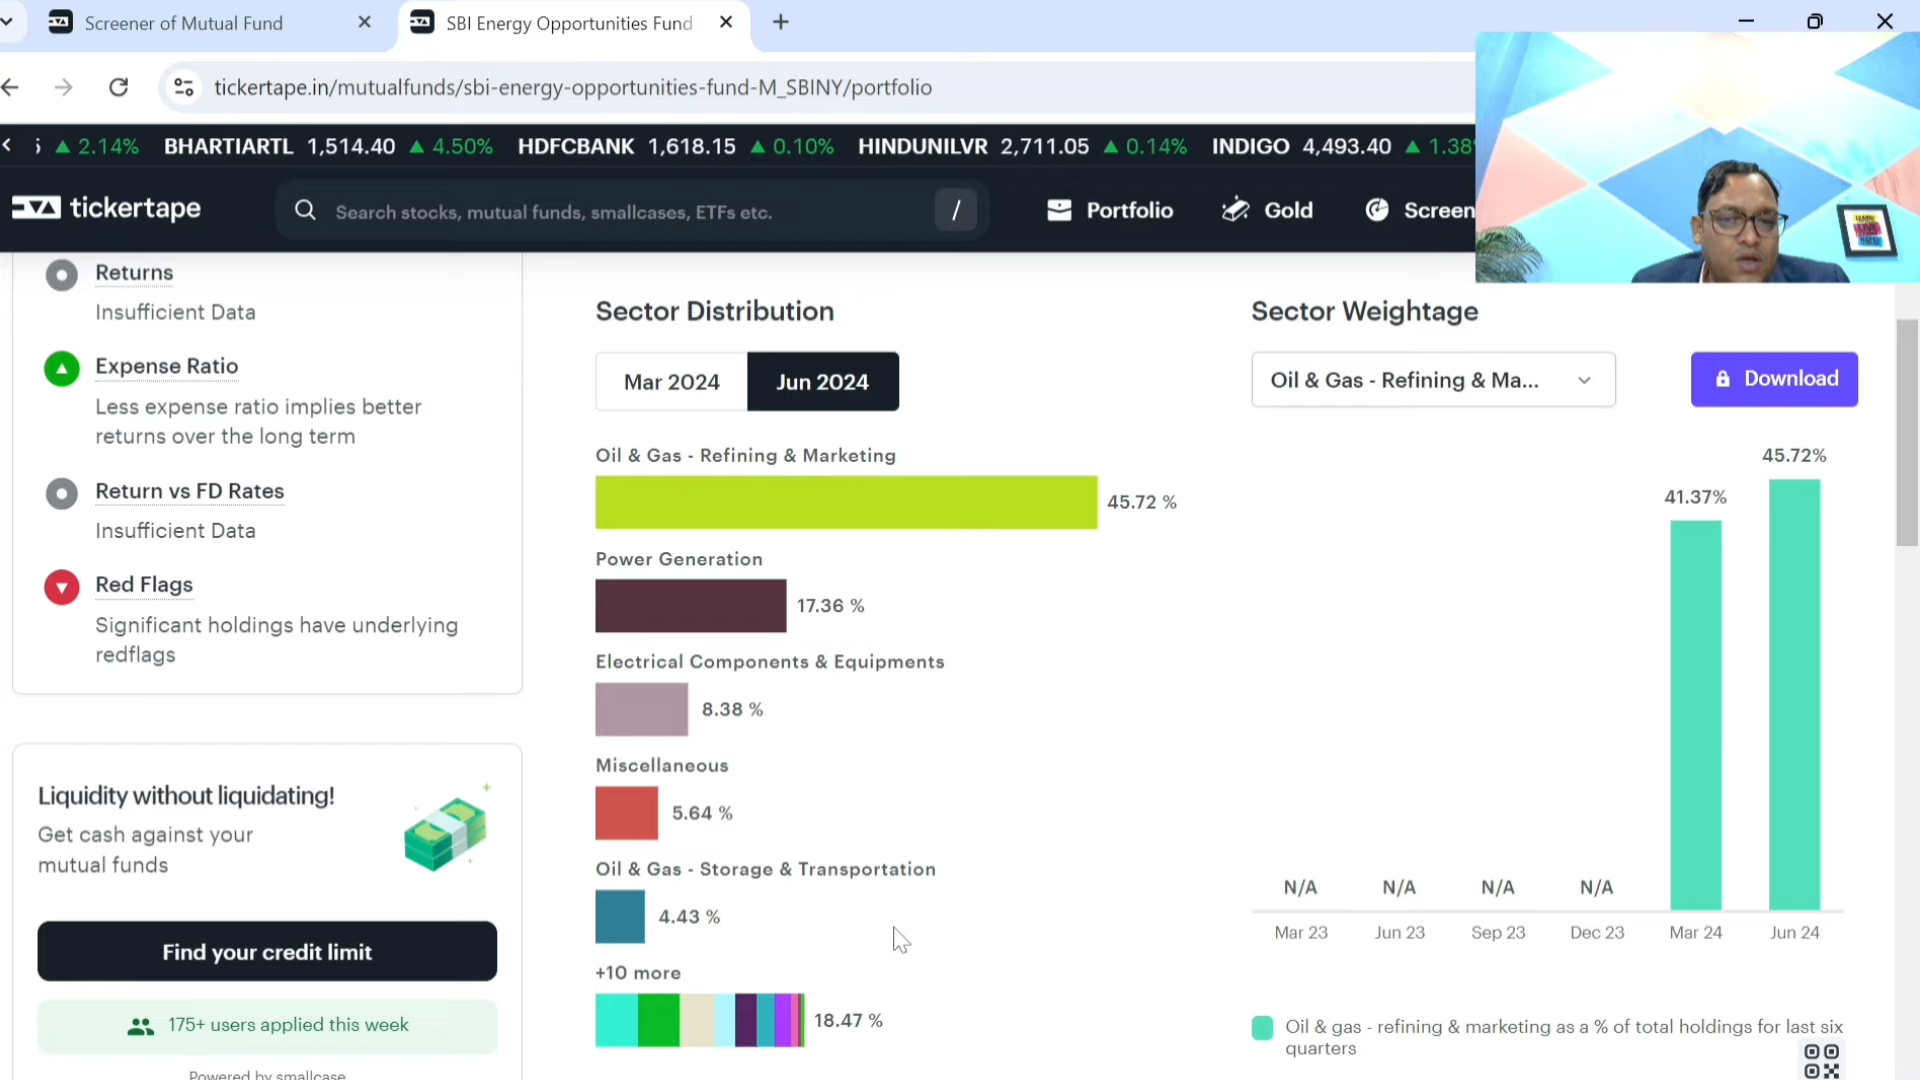 Screener of Mutual Fund
SBI Energy Opportunities Fund
tickertape.in/mutualfunds/sbi-energy-opportunities-fund-M_SBINY/portfolio
2.14% BHARTIARTL 1,514.40 4.50% HDFCBANK 1,618.15 0.10% HINDUNILVR 2,711.05 0.14% INDIGO 4,493.40 1.38%
tickertape
Search stocks, mutual funds, smallcases, ETFs etc. /
Portfolio
Gold
Screen
Returns
Insufficient Data
Expense Ratio
Less expense ratio implies better
returns over the long term
Return vs FD Rates
Insufficient Data
Red Flags
Significant holdings have underlying
redflags
Liquidity without liquidating!
Get cash against your
mutual funds
Find your credit limit
175+ users applied this week
Powered by smallcase
Sector Distribution
Mar 2024 Jun 2024
Oil & Gas - Refining & Marketing
45.72 %
Power Generation
17.36 %
Electrical Components & Equipments
8.38 %
Miscellaneous
5.64 %
Oil & Gas - Storage & Transportation
4.43 %
+10 more
18.47 %
Sector Weightage
Oil & Gas - Refining & Ma...
Download
45.72%
41.37%
N/A N/A N/A N/A
Mar 23 Jun 23 Sep 23 Dec 23 Mar 24 Jun 24
Oil & gas - refining & marketing as a % of total holdings for last six
quarters